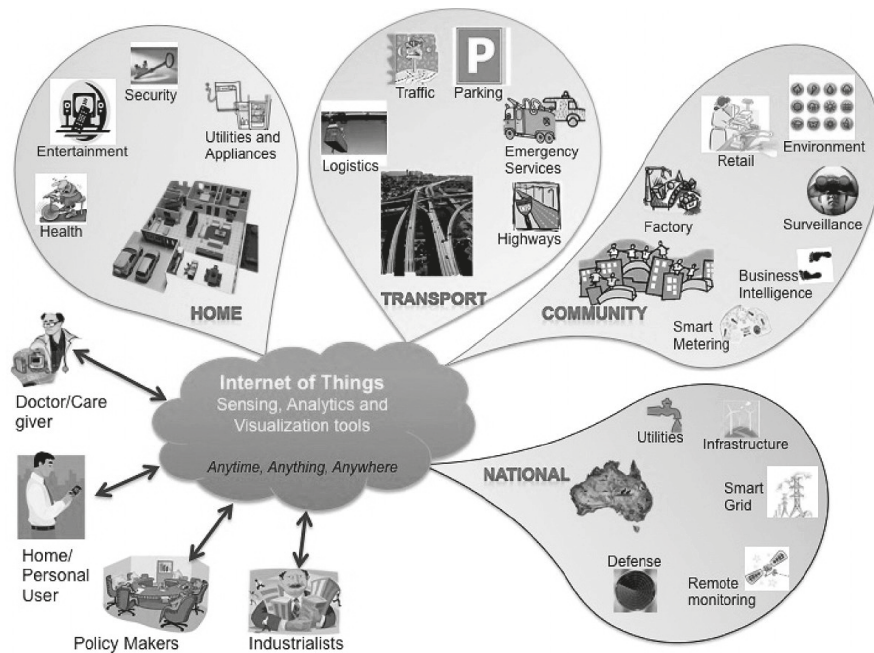 Security
Entertainment
Utilities and
Appliances
Health
HOME
Traffic
P
Parking
Logistics
Emergency
Services
Highways
TRANSPORT
Retail
Environment
Factory
Surveillance
Business
Intelligence
COMMUNITY
Smart
Metering
Doctor/Care
giver
Internet of Things
Sensing, Analytics and
Visualization tools
Anytime, Anything, Anywhere
Home/
Personal
User
Policy Makers
Industrialists
NATIONAL
Utilities
Infrastructure
Smart
Grid
Defense
Remote
monitoring